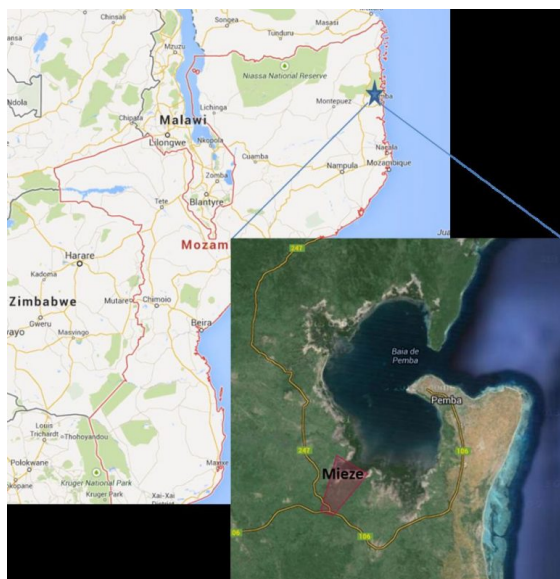 Chinsali
Songea
Masasi
Tunduru
Mzuzu
Niassa National Reserve
Ndola
Lichinga
Montepuez
Chipata
Malawi
Lilongwe
Nkopola
Nacala
Cuamba
Mozambique
Zomba
Nampula
Tete
Blantyre
Mozam
Harare
Kadoma
Zimbabwe
Mutare
Chimoio
Gweru
Masvingo
Beira
Louis
Trichardt
Thohoyandou
Polokwane
Kruger National Park
Kruger Park
Xai-Xai
247
Baia de
Pemba
Pemba
247
Mieze
106
106